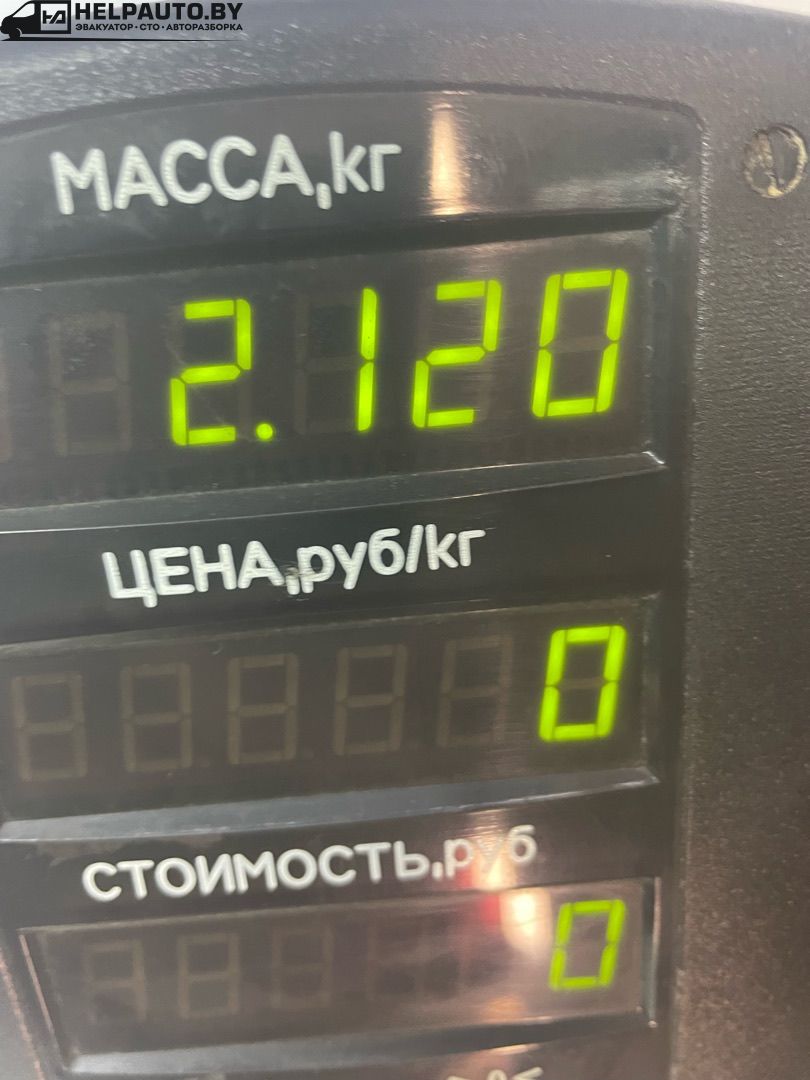 HELPAUTO.BY
ЭВАКУАТОР • СТО • АВТОРАЗБОРКА
МАССА,кг
2.120
ЦЕНА,руб/кг
0
СТОИМОСТЬ,руб
0